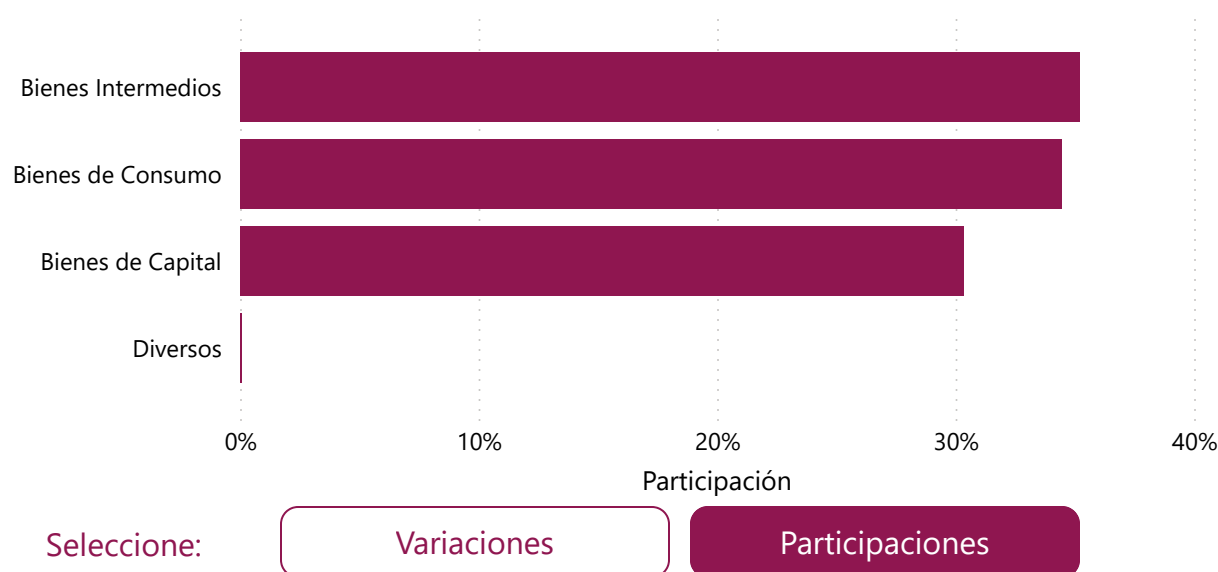 Bienes Intermedios
Bienes de Consumo
Bienes de Capital
Diversos
0% 10% 20% 30% 40%
Participación
Seleccione: Variaciones Participaciones